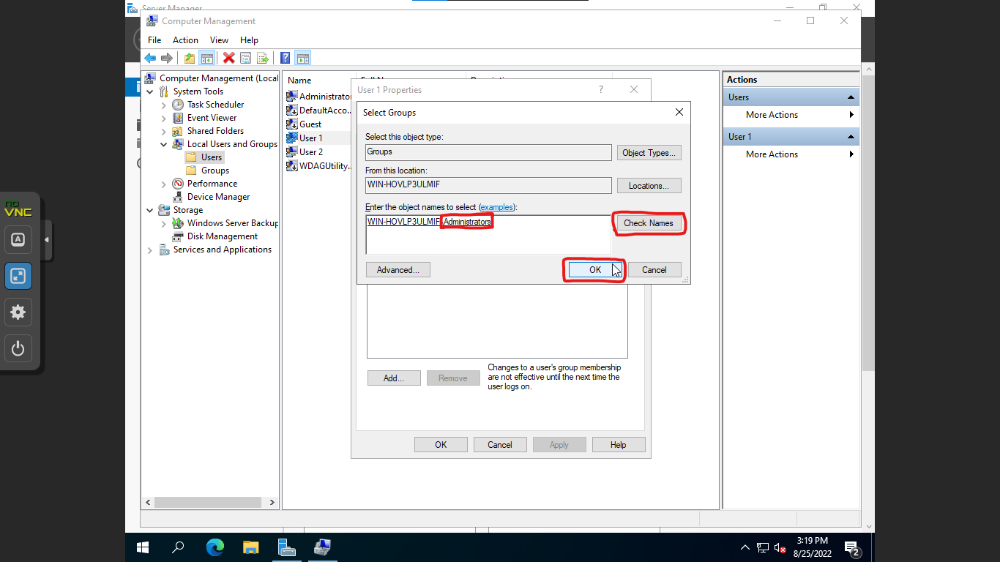 Server Manager
Computer Management
File Action View Help
Computer Management (Local
System Tools
Task Scheduler
Event Viewer
Shared Folders
Local Users and Groups
Users
Groups
Performance
Device Manager
Storage
Windows Server Backup
Disk Management
Services and Applications
Name
Administrator
DefaultAcco...
Guest
User 1
User 2
WDAGUtility...
User 1 Properties
?
Select Groups
Select this object type:
Groups
Object Types...
From this location:
WIN-HOVLP3ULMIF
Locations...
Enter the object names to select (examples):
WIN-HOVLP3ULMIF\Administrators
Check Names
Advanced...
OK
Cancel
Add...
Remove
Changes to a user's group membership
are not effective until the next time the
user logs on.
OK
Cancel
Apply
Help
Actions
Users
More Actions
User 1
More Actions
no
VNC
A
3:19 PM
8/25/2022
2